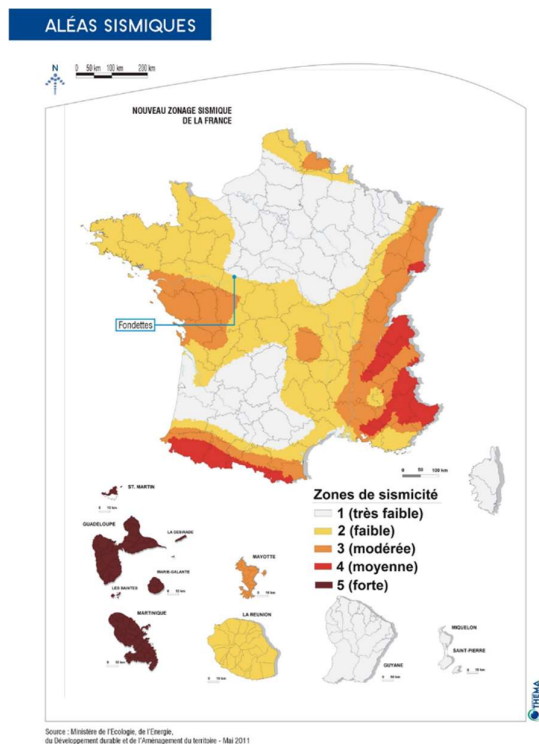 ALÉAS SISMIQUES
N
0 50 km 100 km 200 km
NOUVEAU ZONAGE SISMIQUE
DE LA FRANCE
Fondettes
0 50 100 km
Zones de sismicité
1 (très faible)
2 (faible)
3 (modérée)
4 (moyenne)
5 (forte)
ST. MARTIN
GUADELOUPE
LA DESIRADE
MARIE-GALANTE
LES SAINTES
MAYOTTE
MARTINIQUE
LA REUNION
GUYANE
MIQUELON
SAINT-PIERRE
THEMA
Source : Ministère de l'Ecologie, de l'Energie,
du Développement durable et de l'Aménagement du territoire - Mai 2011